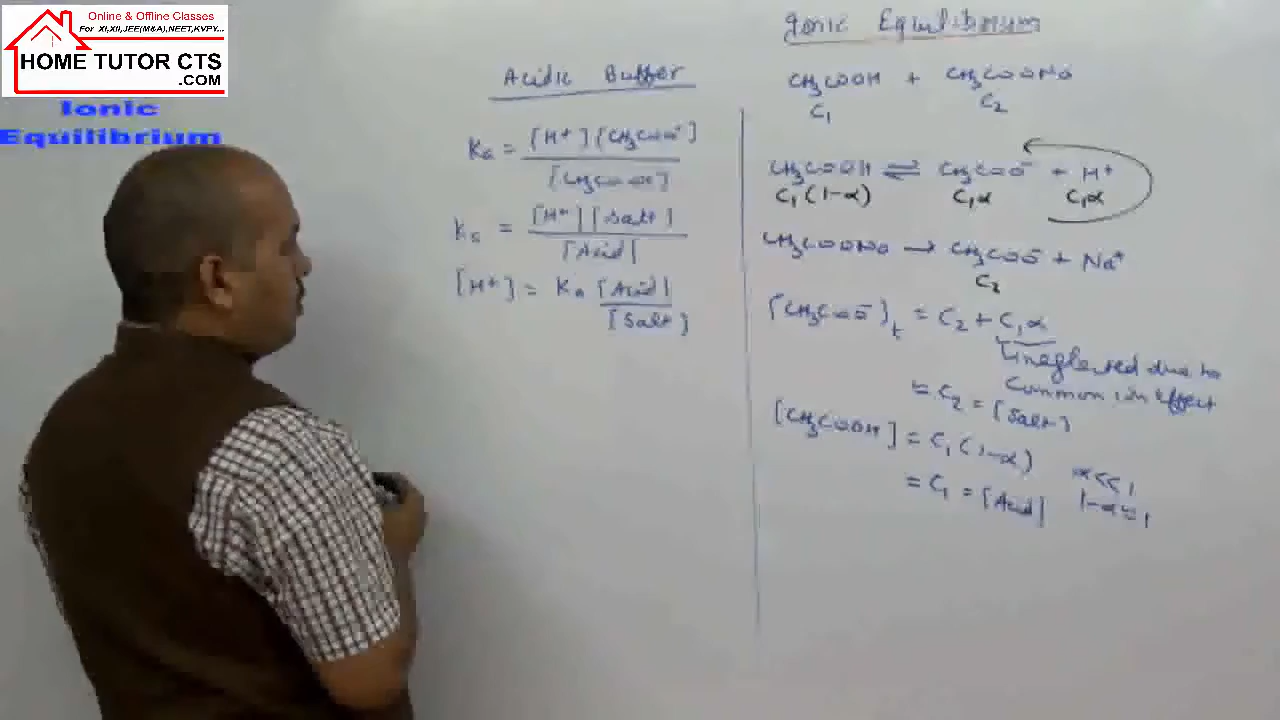 Online & Offline Classes
For XI,XII,JEE(M&A),NEET,KVPY...
HOME TUTOR CTS
.COM
Ionic
Equilibrium
Acidic Buffer
Ka = [H+] [CH3COO-]
[CH3COOH]
Ka = [H+] [Salt]
[Acid]
[H+] = Ka [Acid]
[Salt]
Ionic Equilibrium
CH3COOH + CH3COONa
C1 C2
CH3COOH ⇌ CH3COO- + H+
C1(1-α) C1α C1α
CH3COONa → CH3COO- + Na+
C2
[CH3COO-]t = C2 + C1α
neglected due to
common ion effect
= C2 = [Salt]
[CH3COOH] = C1(1-α) α<<1
= C1 = [Acid] 1-α≈1